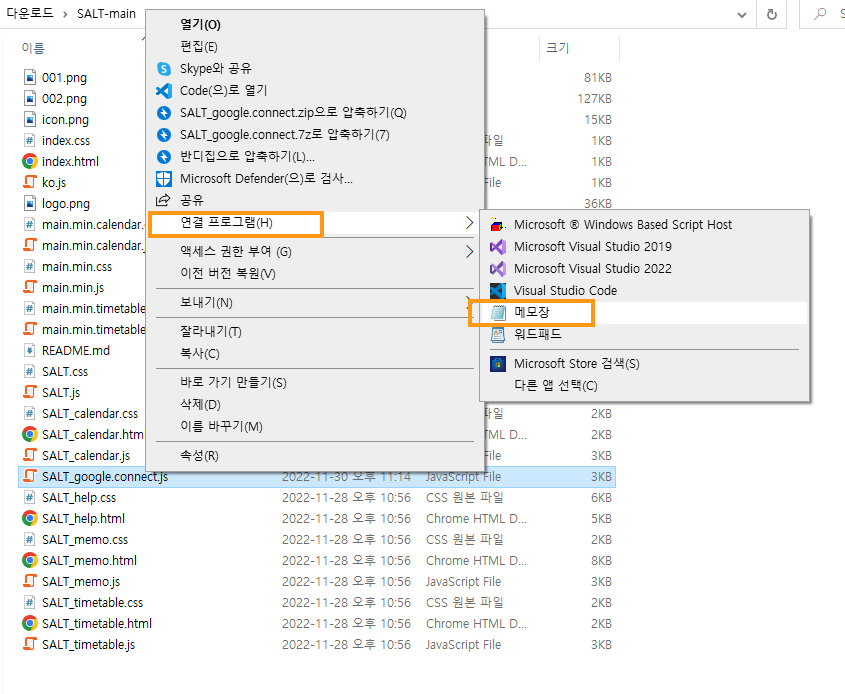 다운로드 > SALT-main
S
이름
크기
001.png 81KB
002.png 127KB
icon.png 15KB
index.css 파일 1KB
index.html TML D... 1KB
ko.js File 1KB
logo.png 36KB
main.min.calendar.
main.min.calendar.
main.min.css
main.min.js
main.min.timetable
main.min.timetable
README.md
SALT.css
SALT.js
SALT_calendar.css 파일 2KB
SALT_calendar.html TML D... 2KB
SALT_calendar.js File 3KB
SALT_google.connect.js 2022-11-30 오후 11:14 JavaScript File 3KB
SALT_help.css 2022-11-28 오후 10:56 CSS 원본 파일 6KB
SALT_help.html 2022-11-28 오후 10:56 Chrome HTML D... 5KB
SALT_memo.css 2022-11-28 오후 10:56 CSS 원본 파일 2KB
SALT_memo.html 2022-11-28 오후 10:56 Chrome HTML D... 8KB
SALT_memo.js 2022-11-28 오후 10:56 JavaScript File 3KB
SALT_timetable.css 2022-11-28 오후 10:56 CSS 원본 파일 2KB
SALT_timetable.html 2022-11-28 오후 10:56 Chrome HTML D... 2KB
SALT_timetable.js 2022-11-28 오후 10:56 JavaScript File 3KB
열기(O)
편집(E)
Skype와 공유
Code(으)로 열기
SALT_google.connect.zip으로 압축하기(Q)
SALT_google.connect.7z로 압축하기(7)
반디집으로 압축하기(L)...
Microsoft Defender(으)로 검사...
공유
연결 프로그램(H)
액세스 권한 부여 (G)
이전 버전 복원(V)
보내기(N)
잘라내기(T)
복사(C)
바로 가기 만들기(S)
삭제(D)
이름 바꾸기(M)
속성(R)
Microsoft ® Windows Based Script Host
Microsoft Visual Studio 2019
Microsoft Visual Studio 2022
Visual Studio Code
메모장
워드패드
Microsoft Store 검색(S)
다른 앱 선택(C)